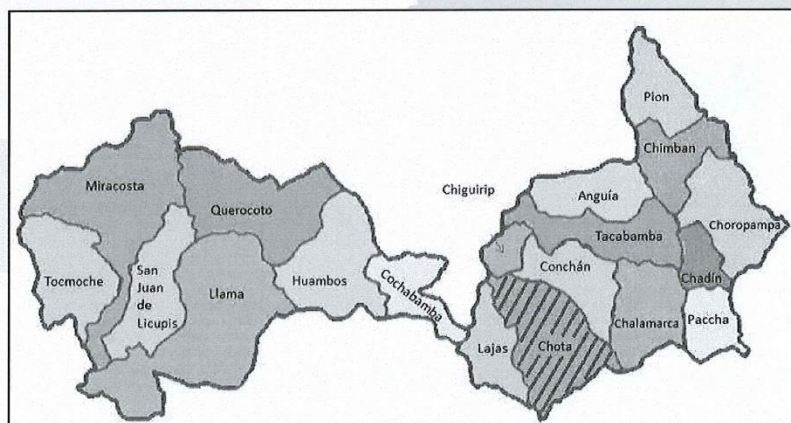 Pion
Chimban
Miracosta
Chiguirip
Anguía
Querocoto
Choropampa
Tacabamba
San
Juan
de
Licupis
Tocmoche
Huambos
Cochabamba
Conchán
Chadín
Llama
Chalamarca
Paccha
Lajas
Chota